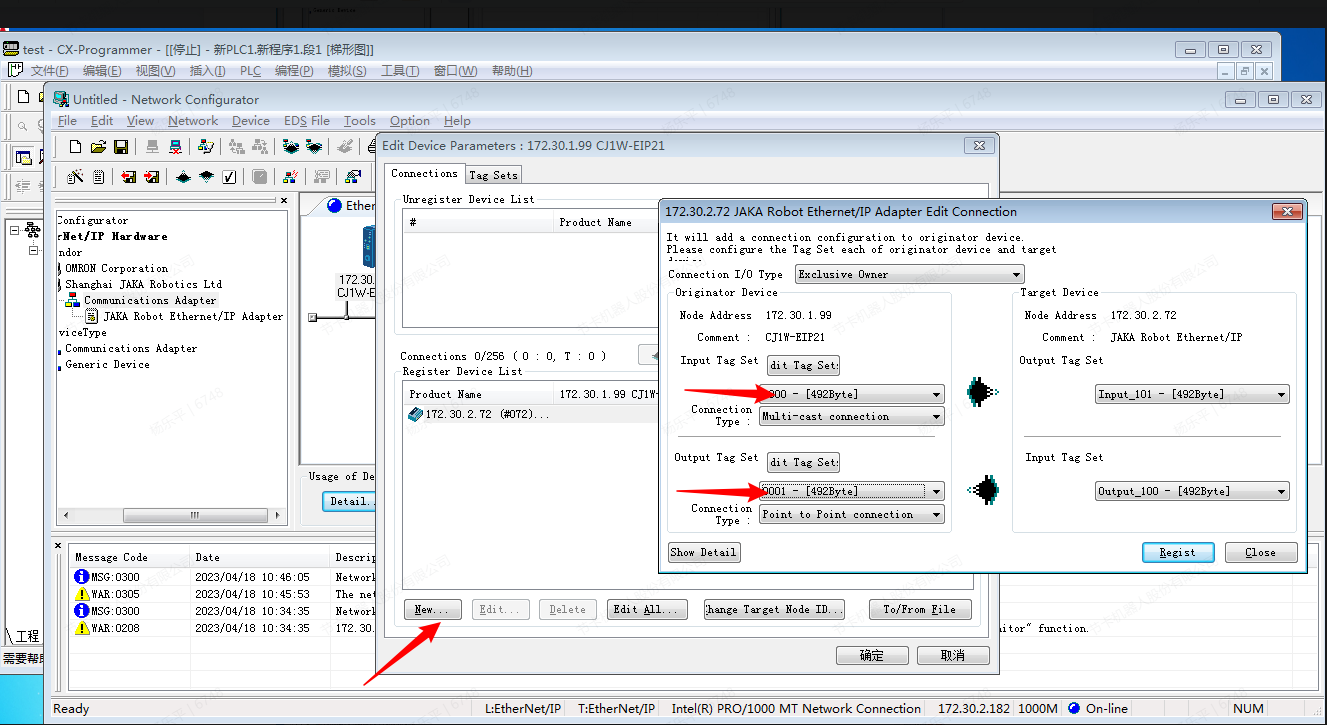 test - CX-Programmer - [[停止] - 新PLC1.新程序1.段1 [梯形图]]
文件(F) 编辑(E) 视图(V) 插入(I) PLC 编程(P) 模拟(S) 工具(T) 窗口(W) 帮助(H)
Untitled - Network Configurator
File Edit View Network Device EDS File Tools Option Help
Edit Device Parameters : 172.30.1.99 CJ1W-EIP21
Connections Tag Sets
Unregister Device List
# Product Name
Configurator
rNet/IP Hardware
ndor
OMRON Corporation
Shanghai JAKA Robotics Ltd
Communications Adapter
JAKA Robot Ethernet/IP Adapter
viceType
Communications Adapter
Generic Device
Ether
172.30.
CJ1W-E
Usage of De
Detail..
Connections 0/256 ( O : 0, T : 0 )
Register Device List
Product Name 172.30.1.99 CJ1W-
172.30.2.72 (#072)...
New... Edit... Delete Edit All... hange Target Node ID... To/From File
确定 取消
172.30.2.72 JAKA Robot Ethernet/IP Adapter Edit Connection
It will add a connection configuration to originator device.
Please configure the Tag Set each of originator device and target
Connection I/O Type Exclusive Owner
Originator Device
Node Address 172.30.1.99
Comment : CJ1W-EIP21
Input Tag Set dit Tag Set
000 - [492Byte]
Connection Type : Multi-cast connection
Output Tag Set dit Tag Set
0001 - [492Byte]
Connection Type : Point to Point connection
Target Device
Node Address 172.30.2.72
Comment : JAKA Robot Ethernet/IP
Output Tag Set
Input_101 - [492Byte]
Input Tag Set
Output_100 - [492Byte]
Show Detail Regist Close
Message Code Date Descrip
MSG:0300 2023/04/18 10:46:05 Network
WAR:0305 2023/04/18 10:45:53 The net
MSG:0300 2023/04/18 10:34:35 Network
WAR:0208 2023/04/18 10:34:35 172.30. itor" function.
工程
需要帮助
Ready L:EtherNet/IP T:EtherNet/IP Intel(R) PRO/1000 MT Network Connection 172.30.2.182 1000M On-line NUM